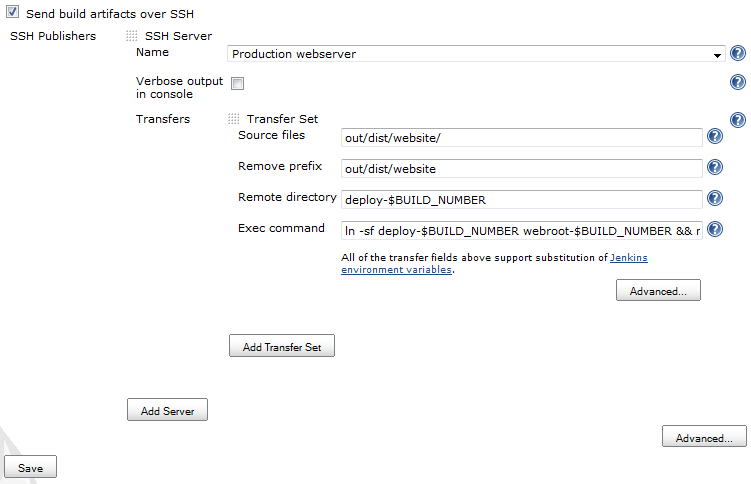 Send build artifacts over SSH
SSH Publishers
SSH Server
Name
Production webserver
Verbose output
in console
Transfers
Transfer Set
Source files
out/dist/website/
Remove prefix
out/dist/website
Remote directory
deploy-$BUILD_NUMBER
Exec command
ln -sf deploy-$BUILD_NUMBER webroot-$BUILD_NUMBER && r
All of the transfer fields above support substitution of Jenkins
environment variables.
Advanced...
Add Transfer Set
Add Server
Advanced...
Save